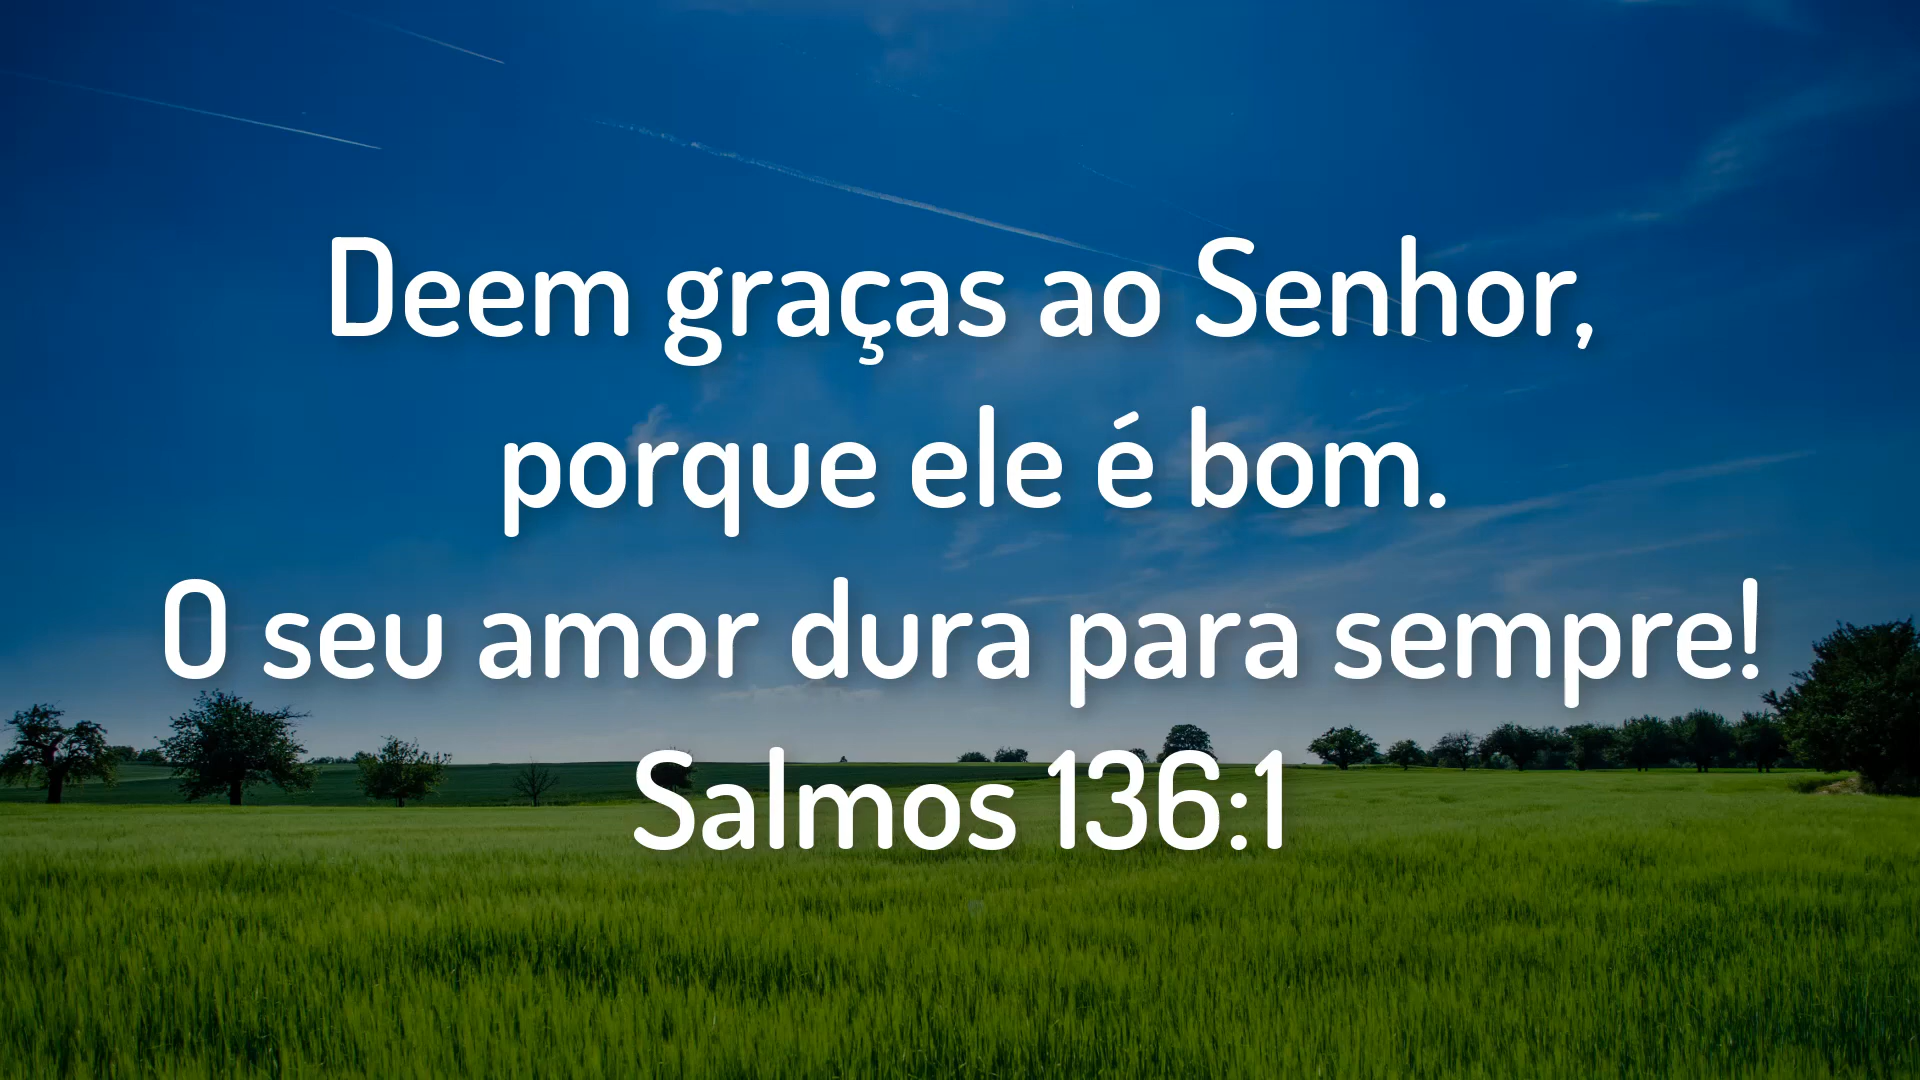 Deem graças ao Senhor,
porque ele é bom.
O seu amor dura para sempre!
Salmos 136:1